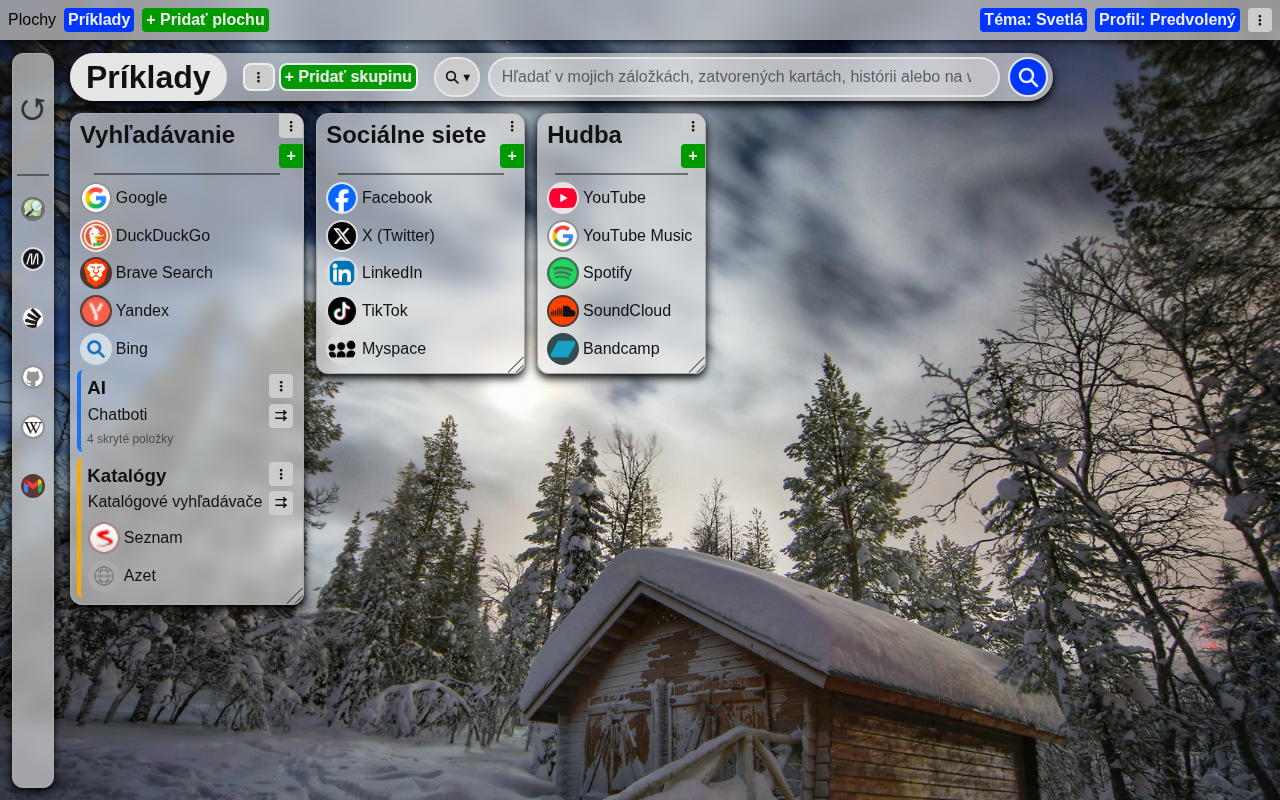 Plochy Príklady + Pridať plochu Téma: Svetlá Profil: Predvolený
Príklady + Pridať skupinu Hľadať v mojich záložkách, zatvorených kartách, histórii alebo na v
Vyhľadávanie
Google
DuckDuckGo
Brave Search
Yandex
Bing
AI
Chatboti
4 skryté položky
Katalógy
Katalógové vyhľadávače
Seznam
Azet
Sociálne siete
Facebook
X (Twitter)
LinkedIn
TikTok
Myspace
Hudba
YouTube
YouTube Music
Spotify
SoundCloud
Bandcamp